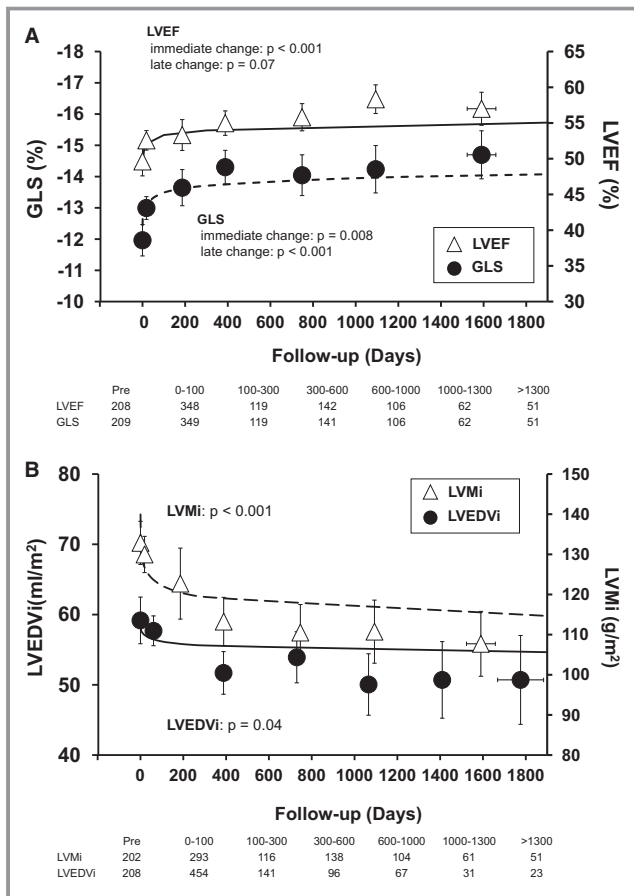 A
LVEF
immediate change: p < 0.001
late change: p = 0.07
-18
-17
-16
-15
-14
-13
-12
-11
-10
GLS (%)
65
60
55
50
45
40
35
30
LVEF (%)
GLS
immediate change: p = 0.008
late change: p < 0.001
LVEF
GLS
0 200 400 600 800 1000 1200 1400 1600 1800
Follow-up (Days)
Pre 0-100 100-300 300-600 600-1000 1000-1300 >1300
LVEF 208 348 119 142 106 62 51
GLS 209 349 119 141 106 62 51
B
80
70
60
50
40
LVEDVi(ml/m²)
150
140
130
120
110
100
90
80
LVMi (g/m²)
LVMi: p < 0.001
LVMi
LVEDVi
LVEDVi: p = 0.04
0 200 400 600 800 1000 1200 1400 1600 1800
Follow-up (Days)
Pre 0-100 100-300 300-600 600-1000 1000-1300 >1300
LVMi 202 293 116 138 104 61 51
LVEDVi 208 454 141 96 67 31 23